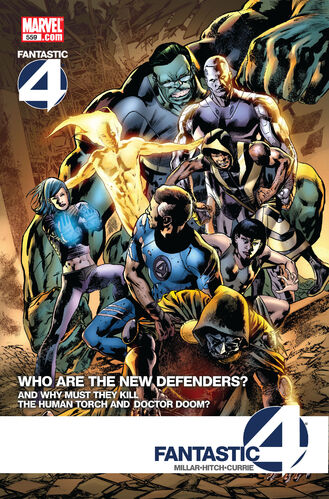 MARVEL
559 .com
FANTASTIC
4
WHO ARE THE NEW DEFENDERS?
AND WHY MUST THEY KILL
THE HUMAN TORCH AND DOCTOR DOOM?
FANTASTIC
4
MILLAR•HITCH•CURRIE